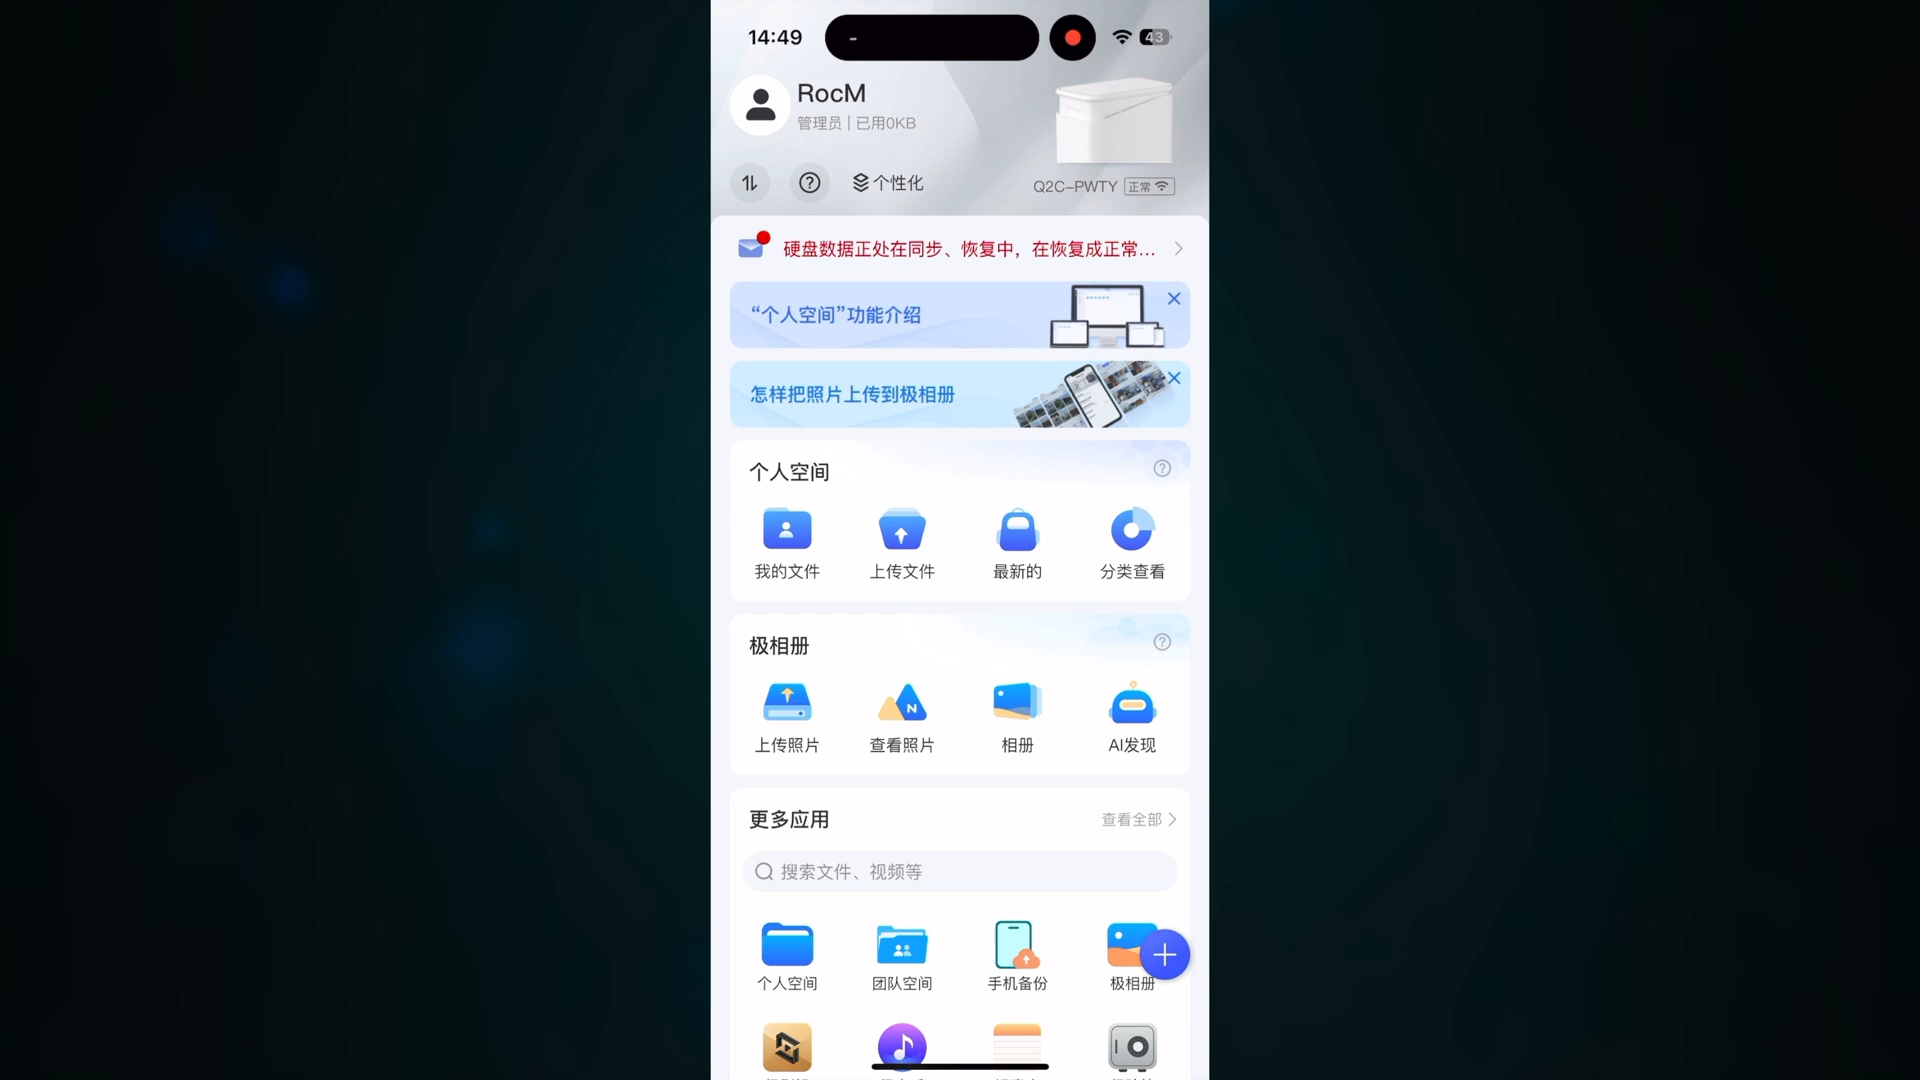 14:49
43
RocM
管理员 | 已用0KB
个性化
Q2C-PWTY 正常
硬盘数据正处在同步、恢复中，在恢复成正常...
“个人空间”功能介绍
怎样把照片上传到极相册
个人空间
我的文件 上传文件 最新的 分类查看
极相册
N
上传照片 查看照片 相册 AI发现
更多应用 查看全部
搜索文件、视频等
个人空间 团队空间 手机备份 极相册